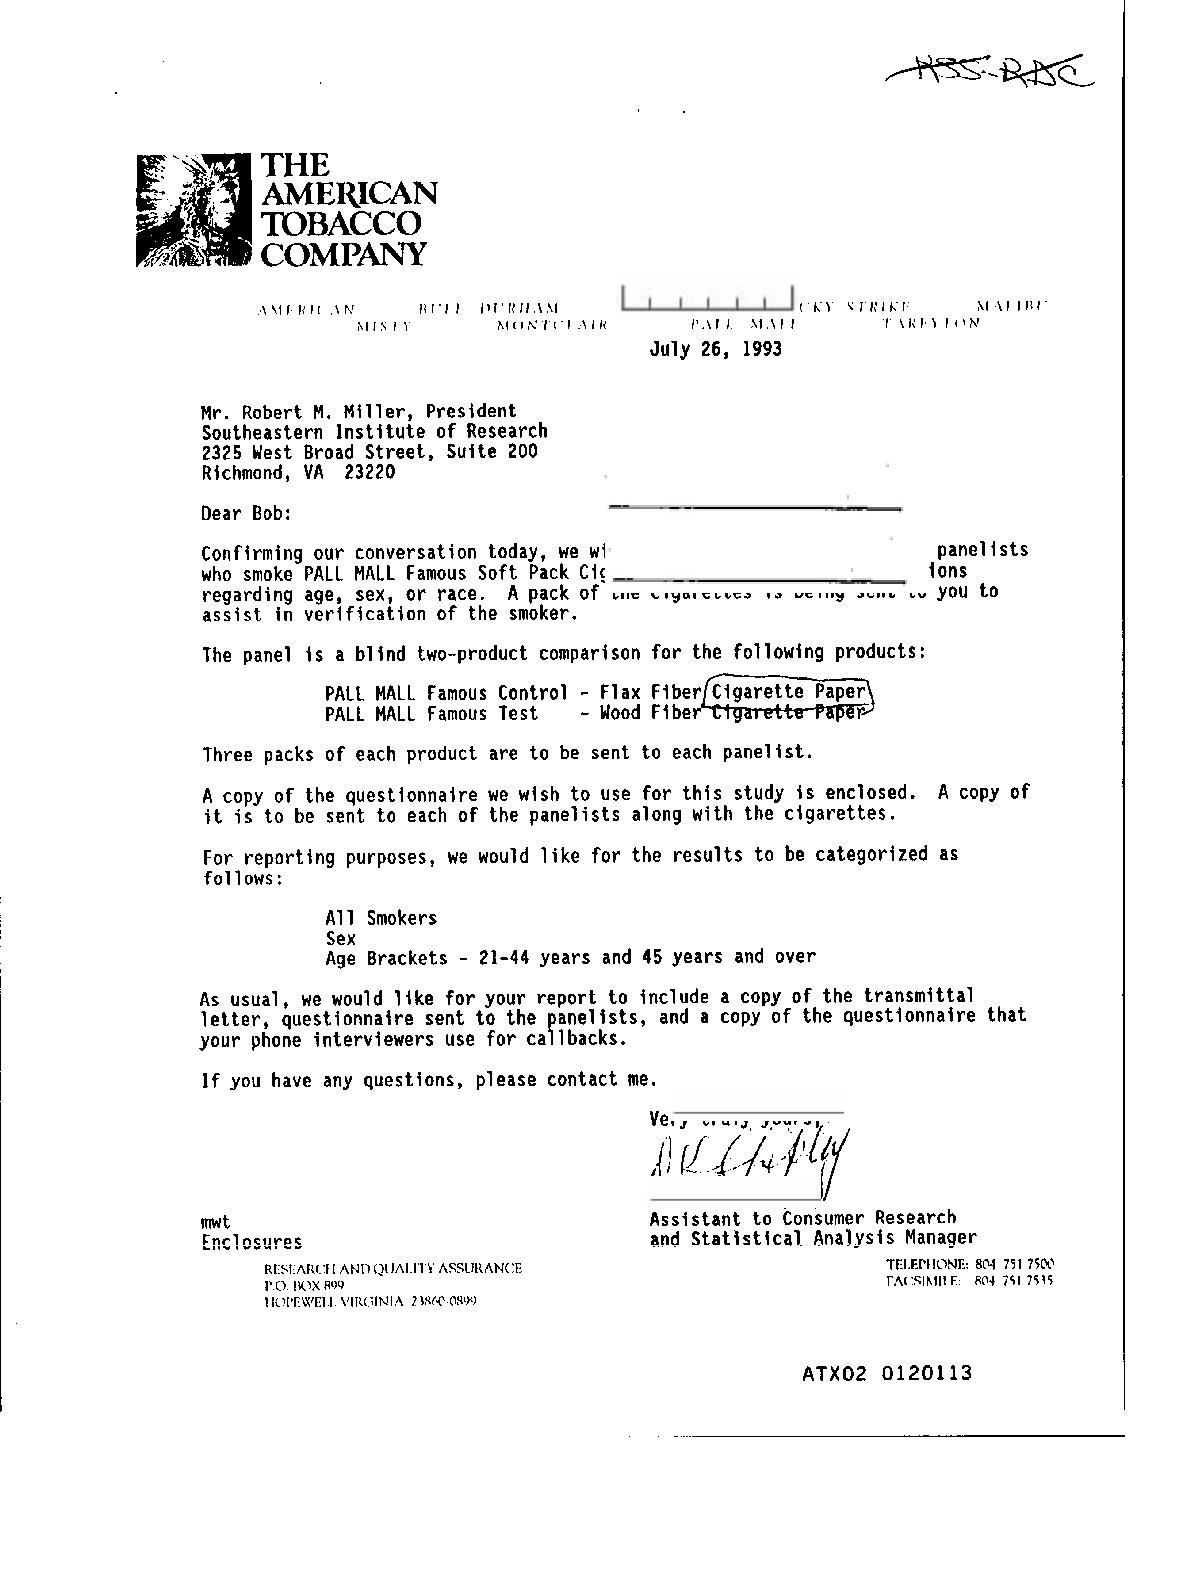 HSS-RDC
THE
AMERICAN
TOBACCO
COMPANY
AMERICAN BULL DURHAM CKY STRIKE MALIBU
MISTY MONTCLAIR PALL MALL TAREYTON
July 26, 1993
Mr. Robert M. Miller, President
Southeastern Institute of Research
2325 West Broad Street, Suite 200
Richmond, VA 23220
Dear Bob:
Confirming our conversation today, we wi panelists
who smoke PALL MALL Famous Soft Pack Cig ions
regarding age, sex, or race. A pack of the cigarettes is being sent to you to
assist in verification of the smoker.
The panel is a blind two-product comparison for the following products:
PALL MALL Famous Control - Flax Fiber Cigarette Paper
PALL MALL Famous Test - Wood Fiber Cigarette Paper
Three packs of each product are to be sent to each panelist.
A copy of the questionnaire we wish to use for this study is enclosed. A copy of
it is to be sent to each of the panelists along with the cigarettes.
For reporting purposes, we would like for the results to be categorized as
follows:
All Smokers
Sex
Age Brackets - 21-44 years and 45 years and over
As usual, we would like for your report to include a copy of the transmittal
letter, questionnaire sent to the panelists, and a copy of the questionnaire that
your phone interviewers use for callbacks.
If you have any questions, please contact me.
Very truly yours,
Assistant to Consumer Research
and Statistical Analysis Manager
mwt
Enclosures
RESEARCH AND QUALITY ASSURANCE
P.O. BOX 899
HOPEWELL VIRGINIA 23860-0899
TELEPHONE: 804 751 7500
FACSIMILE: 804 751 7535
ATX02 0120113